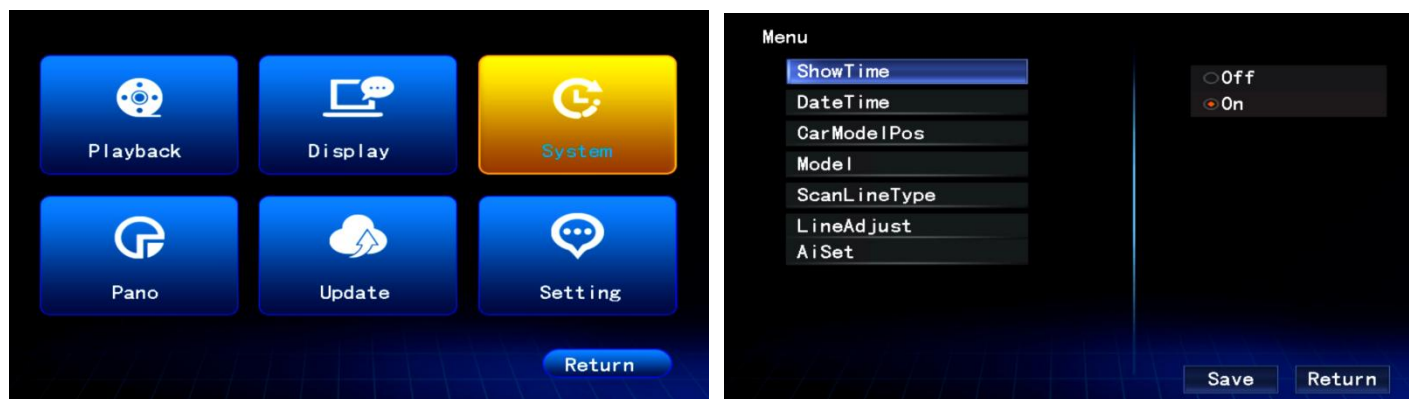 Playback Display System
Pano Update Setting
Return
Menu
ShowTime
DateTime
CarModelPos
Model
ScanLineType
LineAdjust
AiSet
Off
On
Save Return